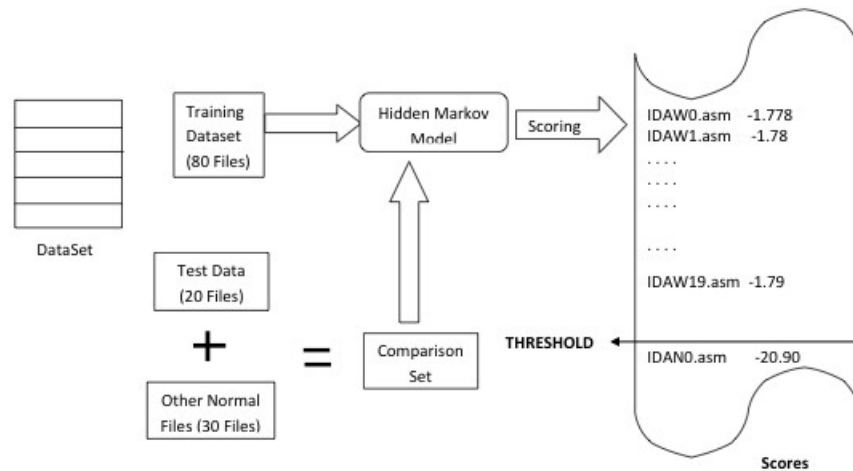 DataSet
Training
Dataset
(80 Files)
Hidden Markov
Model
Scoring
IDAW0.asm -1.778
IDAW1.asm -1.78
. . . .
. . . .
. . . .
. . . .
IDAW19.asm -1.79
Test Data
(20 Files)
+
Other Normal
Files (30 Files)
=
Comparison
Set
THRESHOLD
IDAN0.asm -20.90
Scores